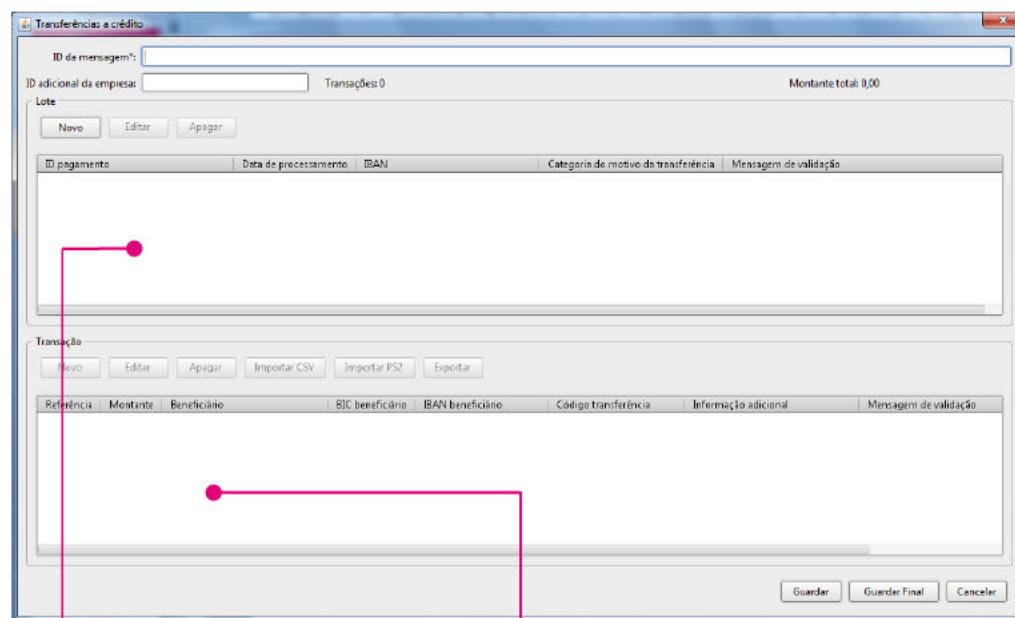 Transferências a crédito
ID da mensagem*:
ID adicional da empresa: Transações: 0 Montante total: 0,00
Lote
Novo Editar Apagar
ID pagamento Data de processamento IBAN Categoria do motivo da transferência Mensagem de validação
Transação
Novo Editar Apagar Importar CSV Importar PS2 Exportar
Referência Montante Beneficiário BIC beneficiário IBAN beneficiário Código transferência Informação adicional Mensagem de validação
Guardar Guardar Final Cancelar